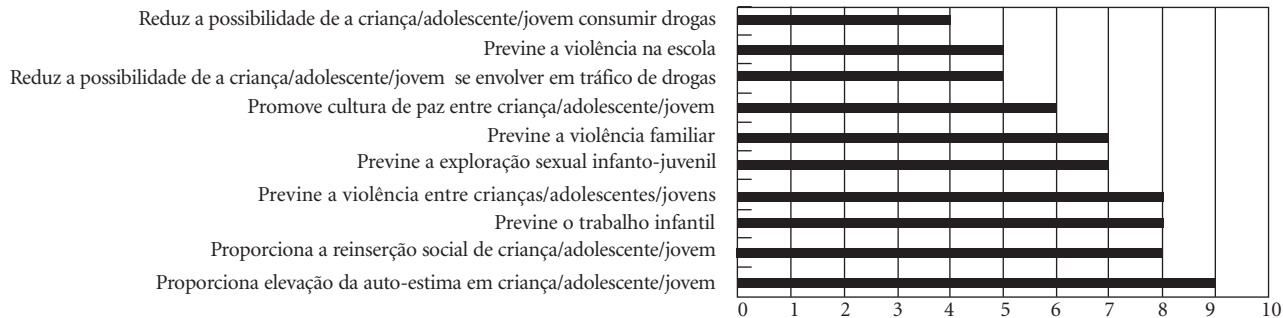 Reduz a possibilidade de a criança/adolescente/jovem consumir drogas
Previne a violência na escola
Reduz a possibilidade de a criança/adolescente/jovem se envolver em tráfico de drogas
Promove cultura de paz entre criança/adolescente/jovem
Previne a violência familiar
Previne a exploração sexual infanto-juvenil
Previne a violência entre crianças/adolescentes/jovens
Previne o trabalho infantil
Proporciona a reinserção social de criança/adolescente/jovem
Proporciona elevação da auto-estima em criança/adolescente/jovem
0 1 2 3 4 5 6 7 8 9 10